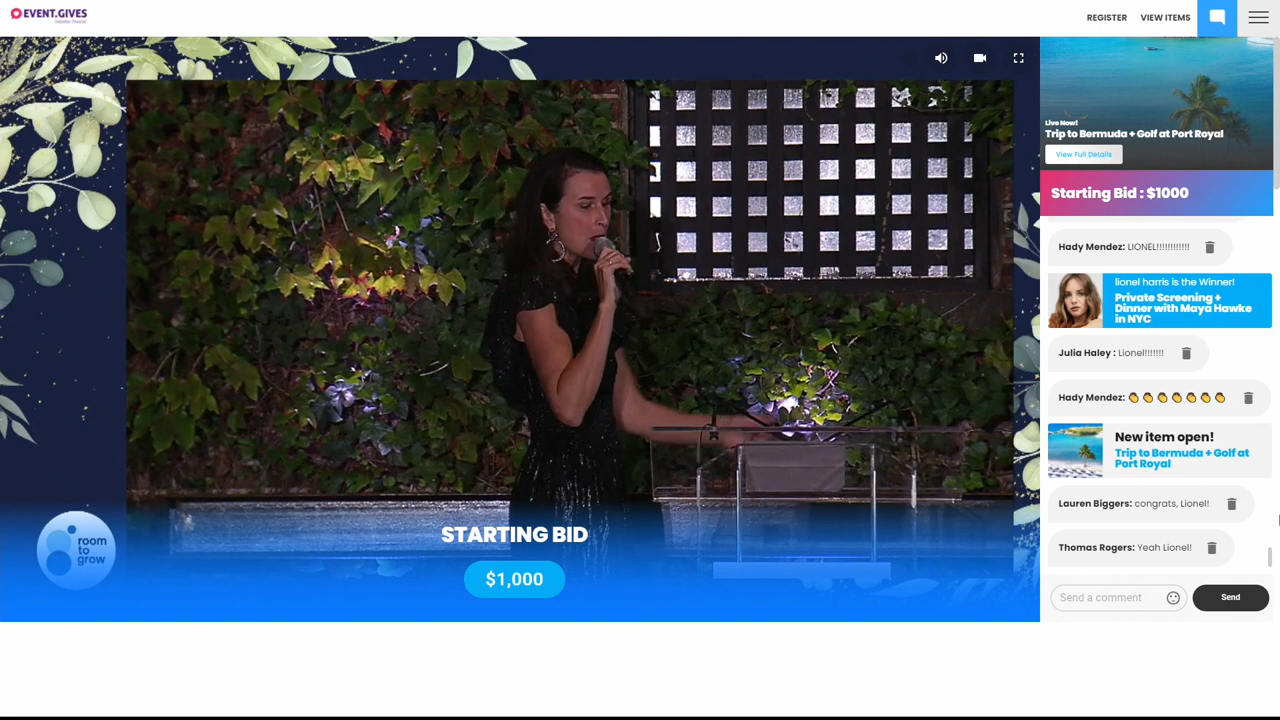 EVENT.GIVES
REGISTER
VIEW ITEMS
Live Now!
Trip to Bermuda + Golf at Port Royal
View Full Details
Starting Bid : $1000
Hady Mendez: LIONEL!!!!!!!!!!!!
lionel harris is the Winner!
Private Screening +
Dinner with Maya Hawke
in NYC
Julia Haley : Lionel!!!!!!!
Hady Mendez: 👏 👏 👏 👏 👏 👏 👏
New item open!
Trip to Bermuda + Golf at
Port Royal
Lauren Biggers: congrats, Lionel!
Thomas Rogers: Yeah Lionel!
Send a comment
Send
STARTING BID
$1,000
room
to
grow